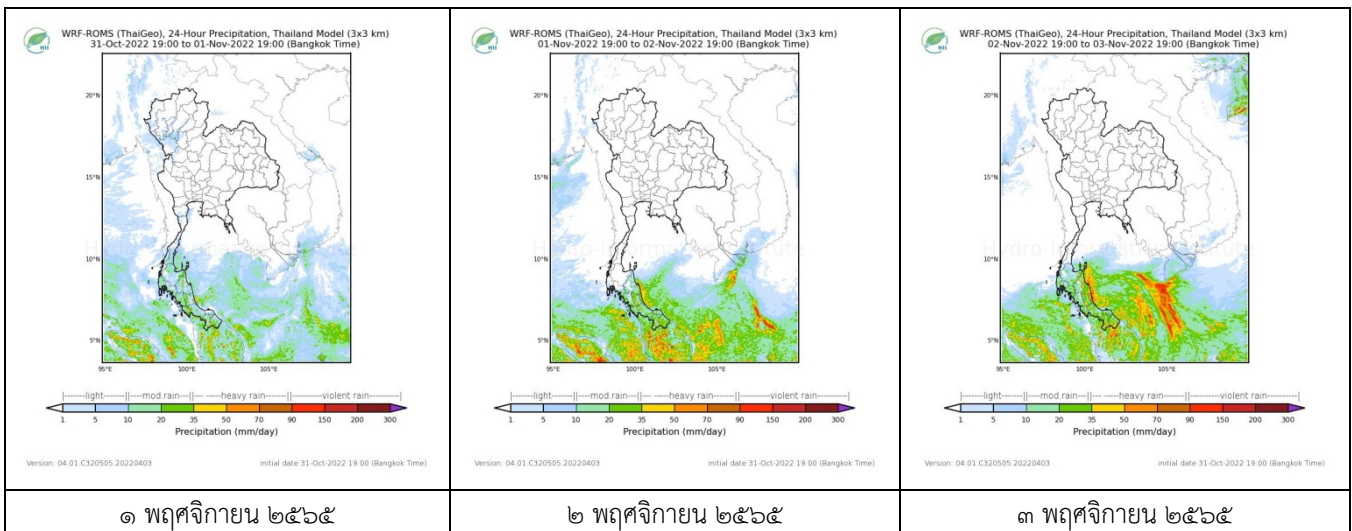 WRF-ROMS (ThaiGeo), 24-Hour Precipitation, Thailand Model (3x3 km)
31-Oct-2022 19:00 to 01-Nov-2022 19:00 (Bangkok Time)
HII
20°N
15°N
10°N
5°N
95°E 100°E 105°E
Hydro-Informatics Institute
|-------light------||---mod rain---||--- ----heavy rain------||------violent rain------|
1 5 10 20 35 50 70 90 150 200 300
Precipitation (mm/day)
Version: 04.01.C320505.20220403 initial date 31-Oct-2022 19:00 (Bangkok Time)
๑ พฤศจิกายน ๒๕๖๕
WRF-ROMS (ThaiGeo), 24-Hour Precipitation, Thailand Model (3x3 km)
01-Nov-2022 19:00 to 02-Nov-2022 19:00 (Bangkok Time)
HII
20°N
15°N
10°N
5°N
95°E 100°E 105°E
Hydro-Informatics Institute
|-------light------||---mod rain---||--- ----heavy rain------||------violent rain------|
1 5 10 20 35 50 70 90 150 200 300
Precipitation (mm/day)
Version: 04.01.C320505.20220403 initial date 31-Oct-2022 19:00 (Bangkok Time)
๒ พฤศจิกายน ๒๕๖๕
WRF-ROMS (ThaiGeo), 24-Hour Precipitation, Thailand Model (3x3 km)
02-Nov-2022 19:00 to 03-Nov-2022 19:00 (Bangkok Time)
HII
20°N
15°N
10°N
5°N
95°E 100°E 105°E
Hydro-Informatics Institute
|-------light------||---mod rain---||--- ----heavy rain------||------violent rain------|
1 5 10 20 35 50 70 90 150 200 300
Precipitation (mm/day)
Version: 04.01.C320505.20220403 initial date 31-Oct-2022 19:00 (Bangkok Time)
๓ พฤศจิกายน ๒๕๖๕